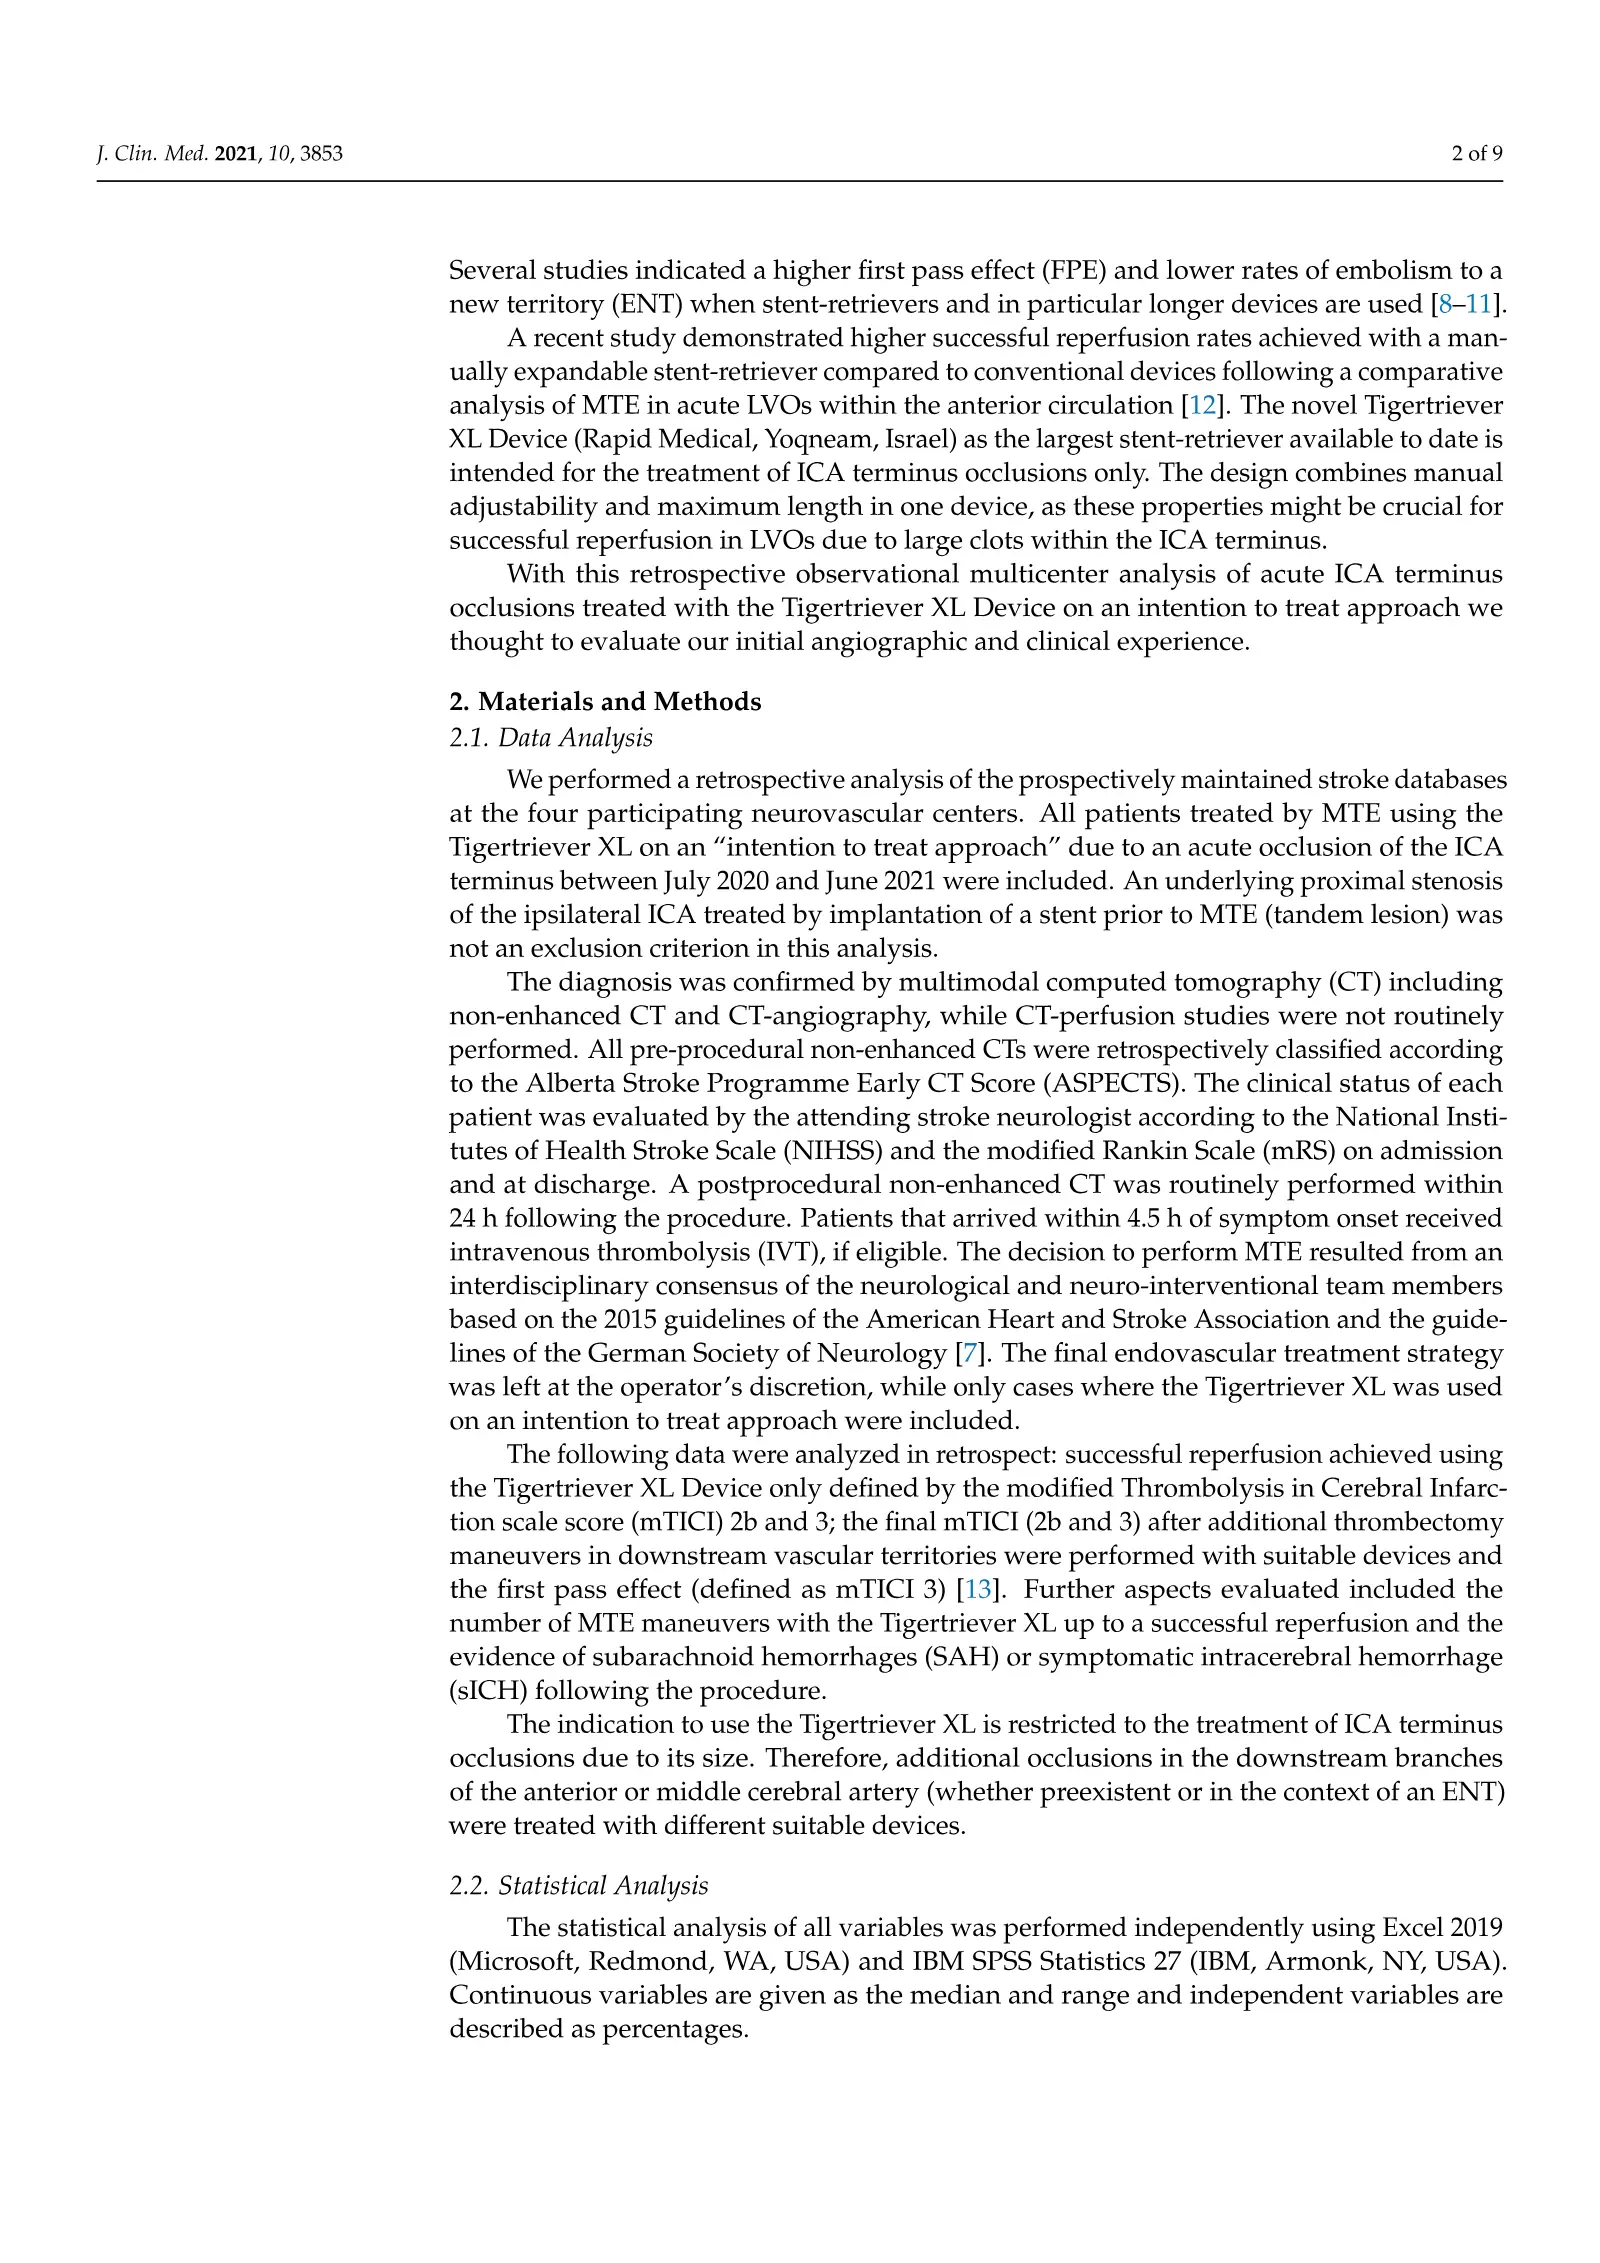 J. Clin. Med. 2021, 10, 3853
2 of 9
Several studies indicated a higher first pass effect (FPE) and lower rates of embolism to a
new territory (ENT) when stent-retrievers and in particular longer devices are used [8–11].
A recent study demonstrated higher successful reperfusion rates achieved with a man-
ually expandable stent-retriever compared to conventional devices following a comparative
analysis of MTE in acute LVOs within the anterior circulation [12]. The novel Tigertriever
XL Device (Rapid Medical, Yoqneam, Israel) as the largest stent-retriever available to date is
intended for the treatment of ICA terminus occlusions only. The design combines manual
adjustability and maximum length in one device, as these properties might be crucial for
successful reperfusion in LVOs due to large clots within the ICA terminus.
With this retrospective observational multicenter analysis of acute ICA terminus
occlusions treated with the Tigertriever XL Device on an intention to treat approach we
thought to evaluate our initial angiographic and clinical experience.
2. Materials and Methods
2.1. Data Analysis
We performed a retrospective analysis of the prospectively maintained stroke databases
at the four participating neurovascular centers. All patients treated by MTE using the
Tigertriever XL on an “intention to treat approach” due to an acute occlusion of the ICA
terminus between July 2020 and June 2021 were included. An underlying proximal stenosis
of the ipsilateral ICA treated by implantation of a stent prior to MTE (tandem lesion) was
not an exclusion criterion in this analysis.
The diagnosis was confirmed by multimodal computed tomography (CT) including
non-enhanced CT and CT-angiography, while CT-perfusion studies were not routinely
performed. All pre-procedural non-enhanced CTs were retrospectively classified according
to the Alberta Stroke Programme Early CT Score (ASPECTS). The clinical status of each
patient was evaluated by the attending stroke neurologist according to the National Insti-
tutes of Health Stroke Scale (NIHSS) and the modified Rankin Scale (mRS) on admission
and at discharge. A postprocedural non-enhanced CT was routinely performed within
24 h following the procedure. Patients that arrived within 4.5 h of symptom onset received
intravenous thrombolysis (IVT), if eligible. The decision to perform MTE resulted from an
interdisciplinary consensus of the neurological and neuro-interventional team members
based on the 2015 guidelines of the American Heart and Stroke Association and the guide-
lines of the German Society of Neurology [7]. The final endovascular treatment strategy
was left at the operator’s discretion, while only cases where the Tigertriever XL was used
on an intention to treat approach were included.
The following data were analyzed in retrospect: successful reperfusion achieved using
the Tigertriever XL Device only defined by the modified Thrombolysis in Cerebral Infarc-
tion scale score (mTICI) 2b and 3; the final mTICI (2b and 3) after additional thrombectomy
maneuvers in downstream vascular territories were performed with suitable devices and
the first pass effect (defined as mTICI 3) [13]. Further aspects evaluated included the
number of MTE maneuvers with the Tigertriever XL up to a successful reperfusion and the
evidence of subarachnoid hemorrhages (SAH) or symptomatic intracerebral hemorrhage
(sICH) following the procedure.
The indication to use the Tigertriever XL is restricted to the treatment of ICA terminus
occlusions due to its size. Therefore, additional occlusions in the downstream branches
of the anterior or middle cerebral artery (whether preexistent or in the context of an ENT)
were treated with different suitable devices.
2.2. Statistical Analysis
The statistical analysis of all variables was performed independently using Excel 2019
(Microsoft, Redmond, WA, USA) and IBM SPSS Statistics 27 (IBM, Armonk, NY, USA).
Continuous variables are given as the median and range and independent variables are
described as percentages.